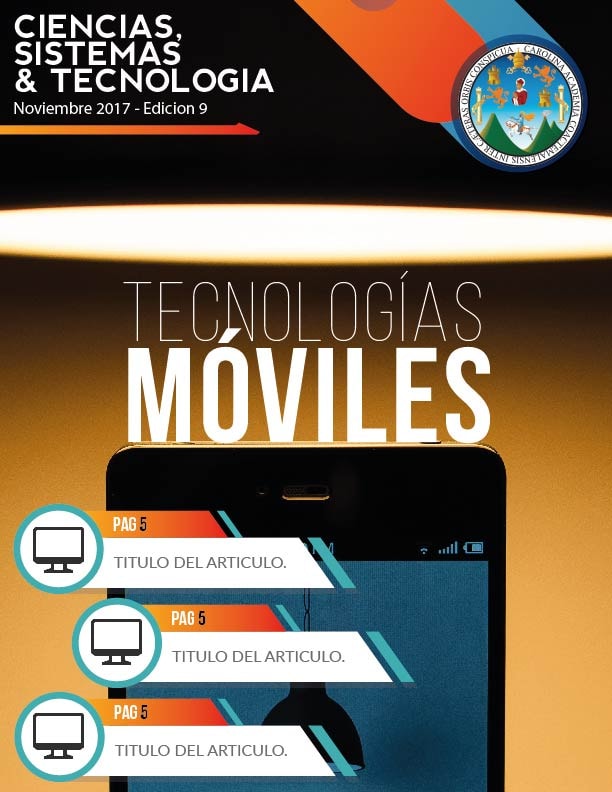 CIENCIAS,
SISTEMAS
& TECNOLOGIA
Noviembre 2017 - Edicion 9
CAROLINA ACADEMIA COACTEMALENSIS INTER CÆTERAS ORBIS CONSPICUA
TECNOLOGÍAS
MÓVILES
PAG 5
TITULO DEL ARTICULO.
PAG 5
TITULO DEL ARTICULO.
PAG 5
TITULO DEL ARTICULO.